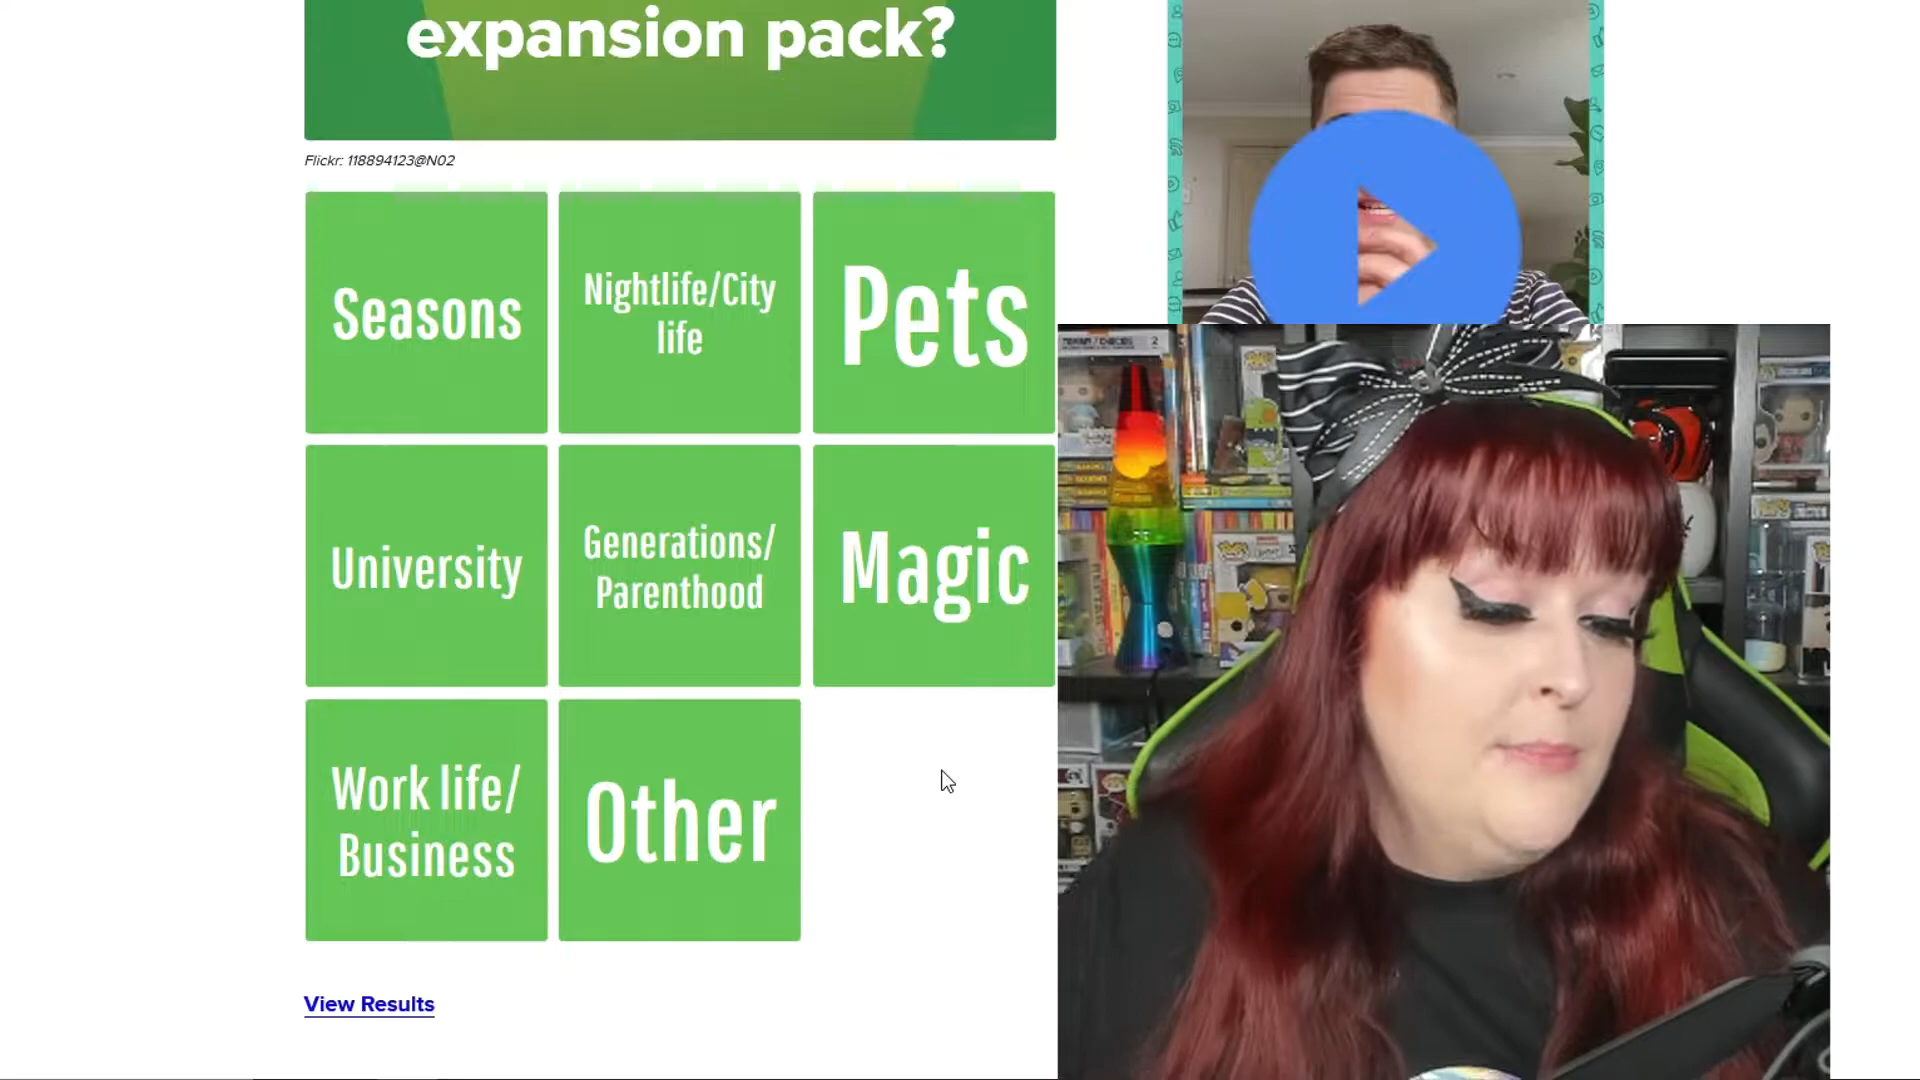 expansion pack?
Flickr: 118894123@N02
Seasons
Nightlife/City
life
Pets
University
Generations/
Parenthood
Magic
Work life/
Business
Other
View Results